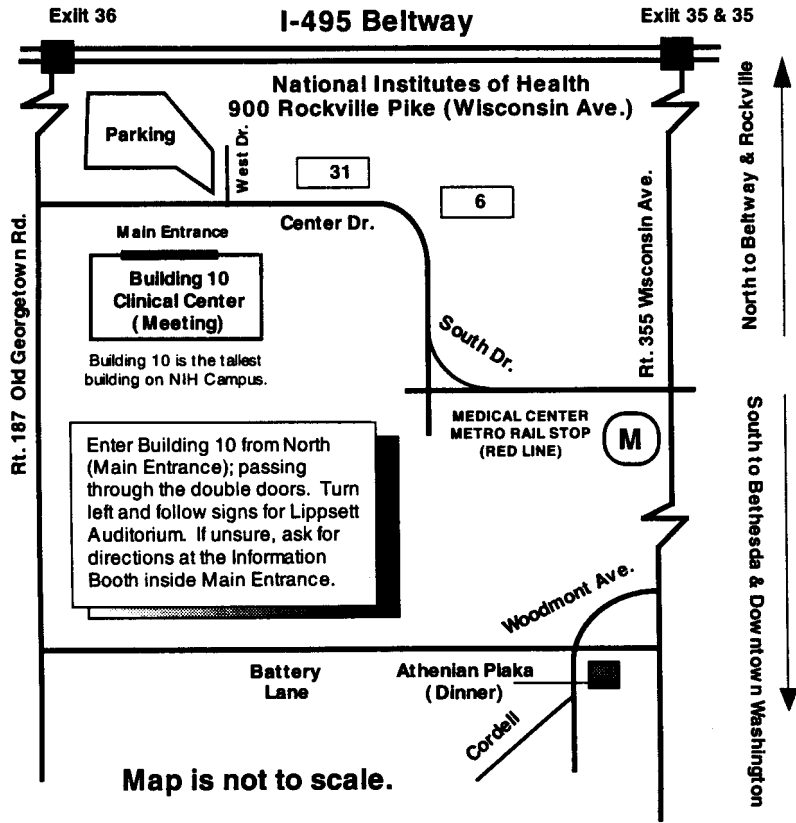 Exiit 36
I-495 Beltway
Exiit 35 & 35
National Institutes of Health
900 Rockville Pike (Wisconsin Ave.)
Parking
West Dr.
31
6
Main Entrance
Center Dr.
Building 10
Clinical Center
(Meeting)
Building 10 is the tallest
building on NIH Campus.
South Dr.
Rt. 187 Old Georgetown Rd.
Rt. 355 Wisconsin Ave.
North to Beltway & Rockville
MEDICAL CENTER
METRO RAIL STOP
(RED LINE)
M
Enter Building 10 from North
(Main Entrance); passing
through the double doors. Turn
left and follow signs for Lippsett
Auditorium. If unsure, ask for
directions at the Information
Booth inside Main Entrance.
South to Bethesda & Downtown Washington
Woodmont Ave.
Battery
Lane
Athenian Plaka
(Dinner)
Cordell
Map is not to scale.